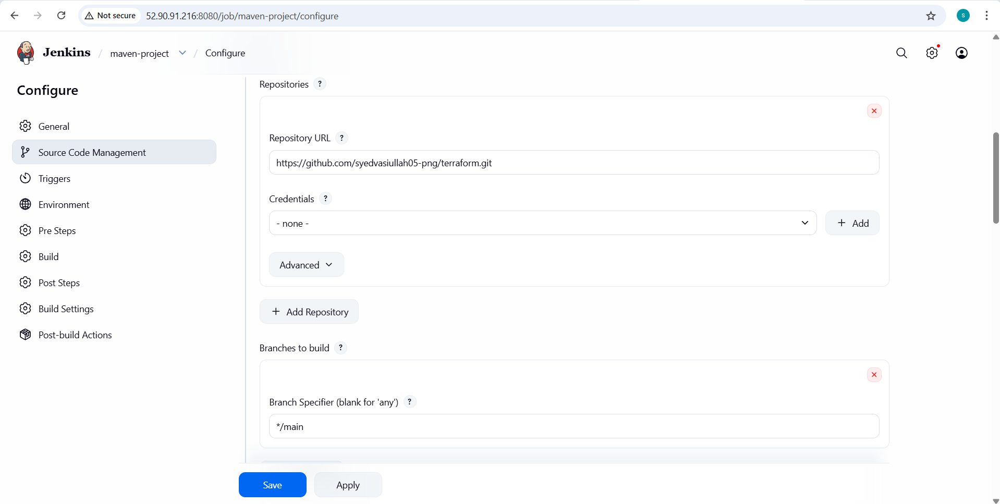 Not secure 52.90.91.216:8080/job/maven-project/configure
s
Jenkins / maven-project / Configure
Configure
General
Source Code Management
Triggers
Environment
Pre Steps
Build
Post Steps
Build Settings
Post-build Actions
Repositories ?
Repository URL ?
https://github.com/syedvasiullah05-png/terraform.git
Credentials ?
- none -
+ Add
Advanced
+ Add Repository
Branches to build ?
Branch Specifier (blank for 'any') ?
*/main
Save
Apply